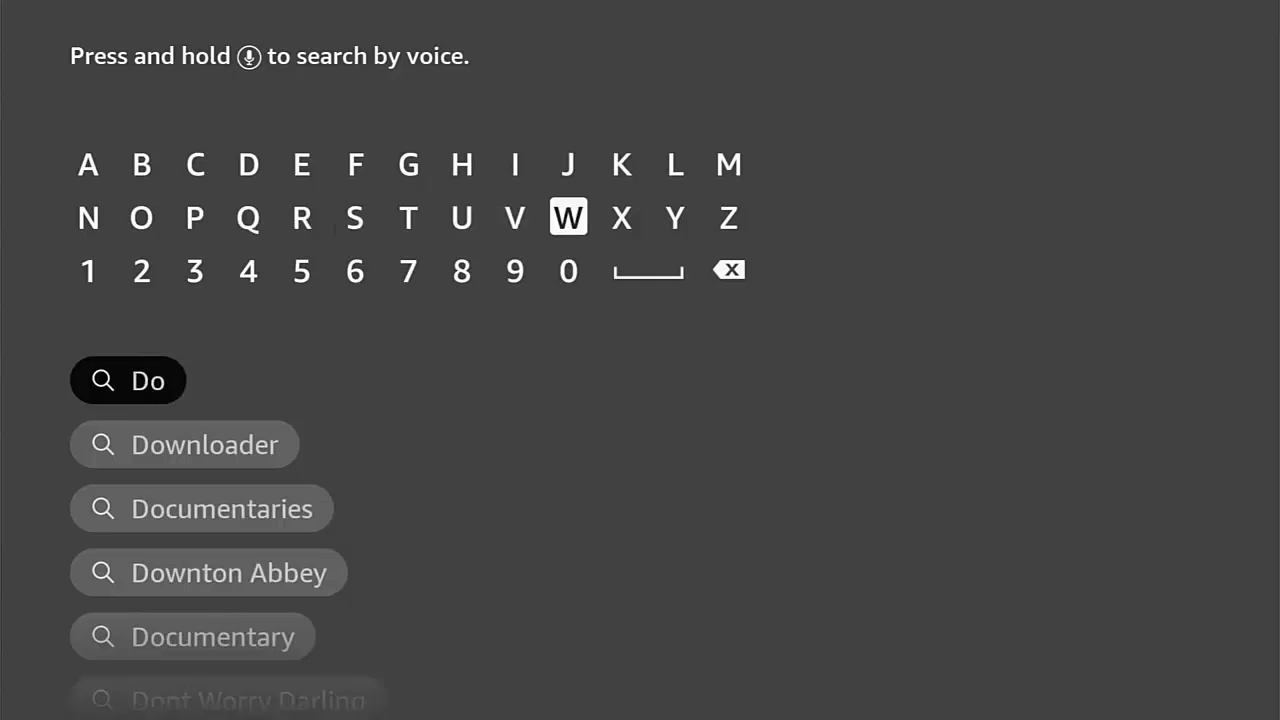 Press and hold to search by voice.
A B C D E F G H I J K L M
N O P Q R S T U V W X Y Z
1 2 3 4 5 6 7 8 9 0
Do
Downloader
Documentaries
Downton Abbey
Documentary
Dont Worry Darling